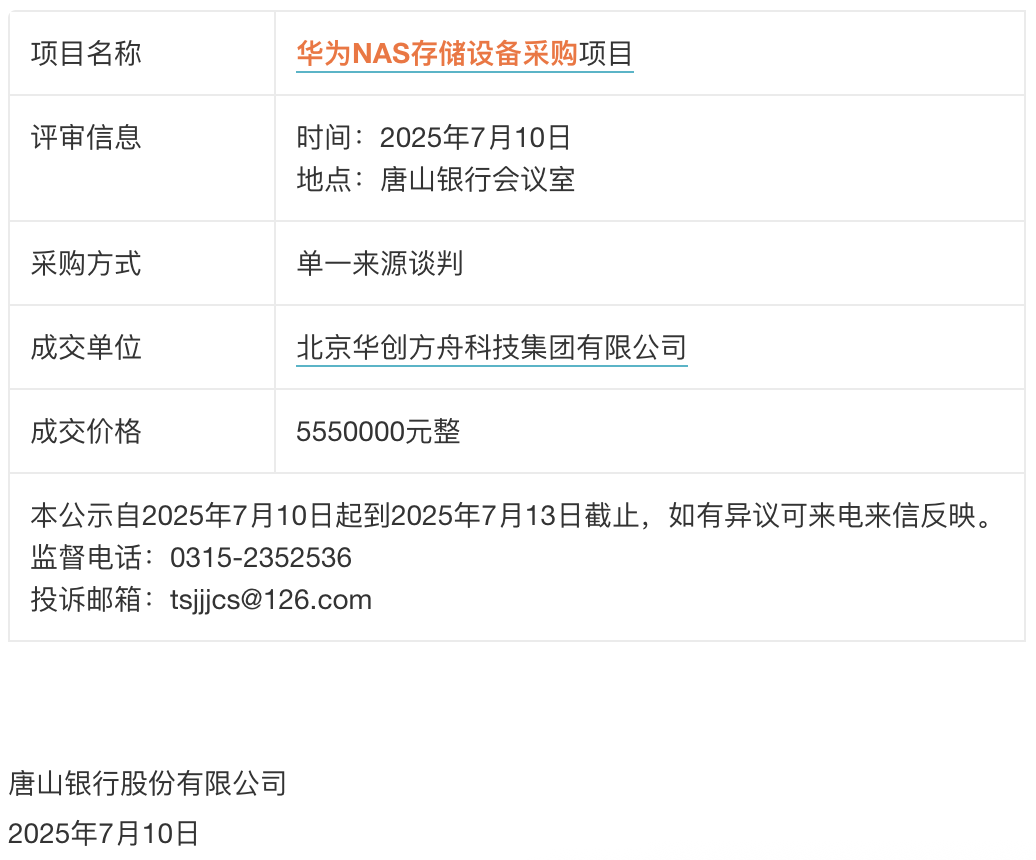 项目名称
华为NAS存储设备采购项目
评审信息
时间：2025年7月10日
地点：唐山银行会议室
采购方式
单一来源谈判
成交单位
北京华创方舟科技集团有限公司
成交价格
5550000元整
本公示自2025年7月10日起到2025年7月13日截止，如有异议可来电来信反映。
监督电话：0315-2352536
投诉邮箱：tsjjjcs@126.com
唐山银行股份有限公司
2025年7月10日